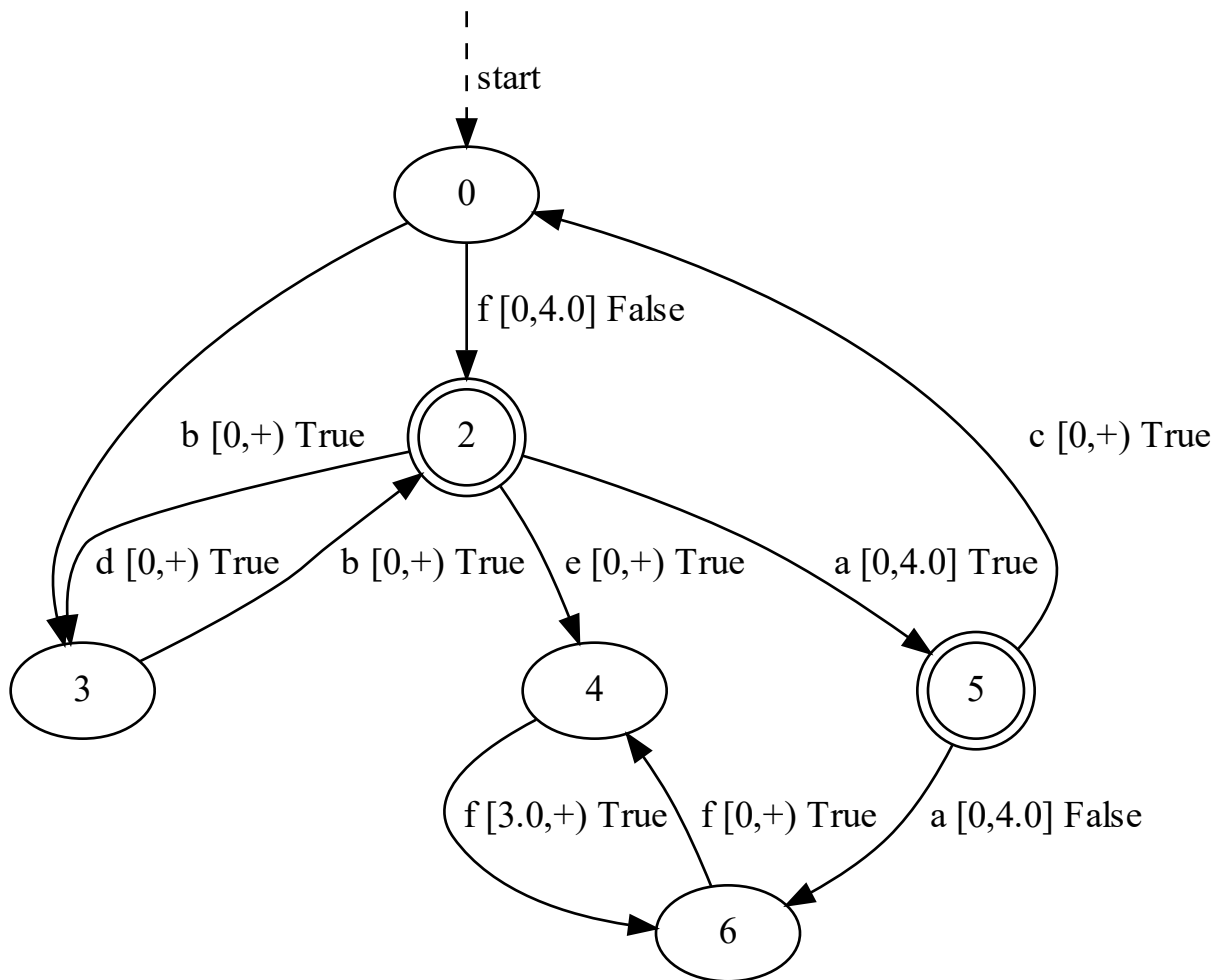 start
0
f [0,4.0] False
b [0,+) True
2
c [0,+) True
d [0,+) True
b [0,+) True
e [0,+) True
a [0,4.0] True
3
4
5
f [3.0,+) True
f [0,+) True
a [0,4.0] False
6